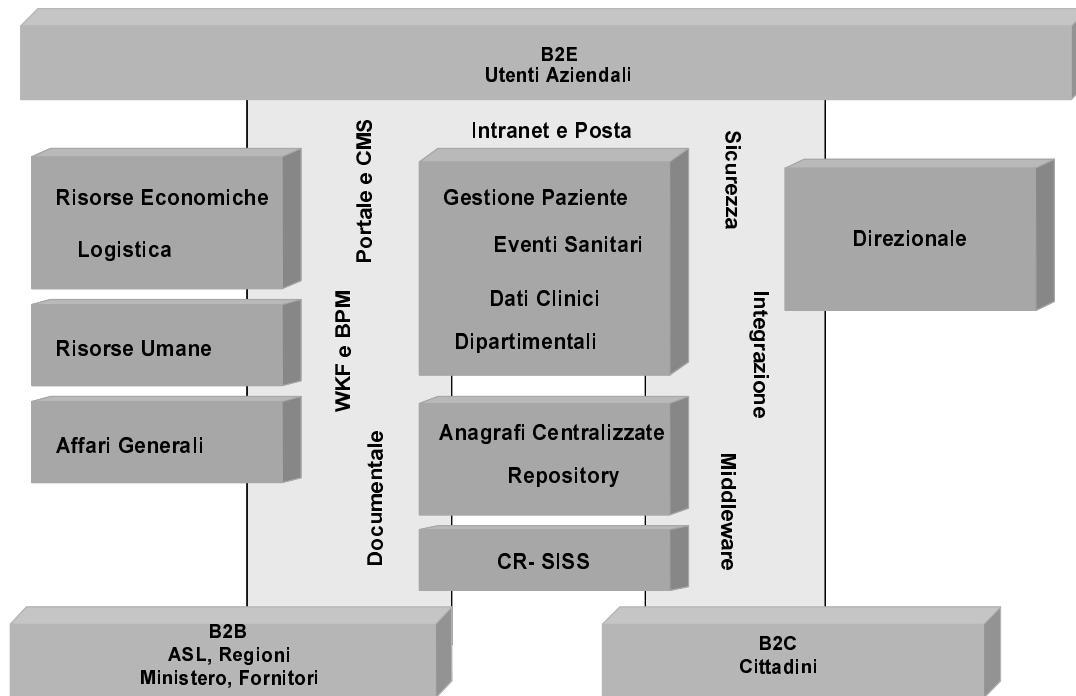 B2E
Utenti Aziendali
Intranet e Posta
Portale e CMS
Sicurezza
Risorse Economiche
Logistica
Gestione Paziente
Eventi Sanitari
Dati Clinici
Dipartimentali
Direzionale
Risorse Umane
WKF e BPM
Integrazione
Affari Generali
Anagrafi Centralizzate
Repository
Documentale
Middleware
CR- SISS
B2B
ASL, Regioni
Ministero, Fornitori
B2C
Cittadini